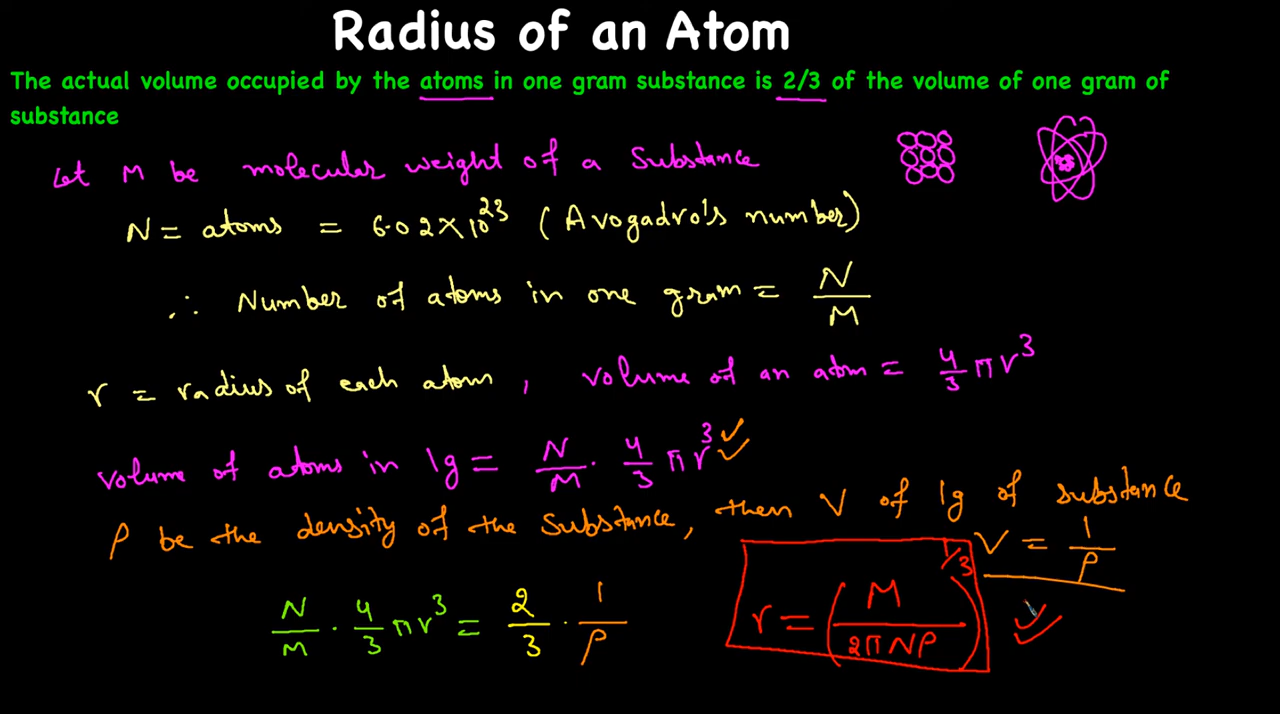 Radius of an Atom
The actual volume occupied by the atoms in one gram substance is 2/3 of the volume of one gram of
substance
Let M be molecular weight of a Substance
N = atoms = 6.02×10²³ (Avogadro's number)
∴ Number of atoms in one gram = N/M
r = radius of each atom, volume of an atom = 4/3 πr³
volume of atoms in 1g = N/M · 4/3 πr³ ✓✓
ρ be the density of the substance, then V of 1g of substance
V = 1/ρ
N/M · 4/3 πr³ = 2/3 · 1/ρ
r = (M/2πNρ)^1/3 ✓✓